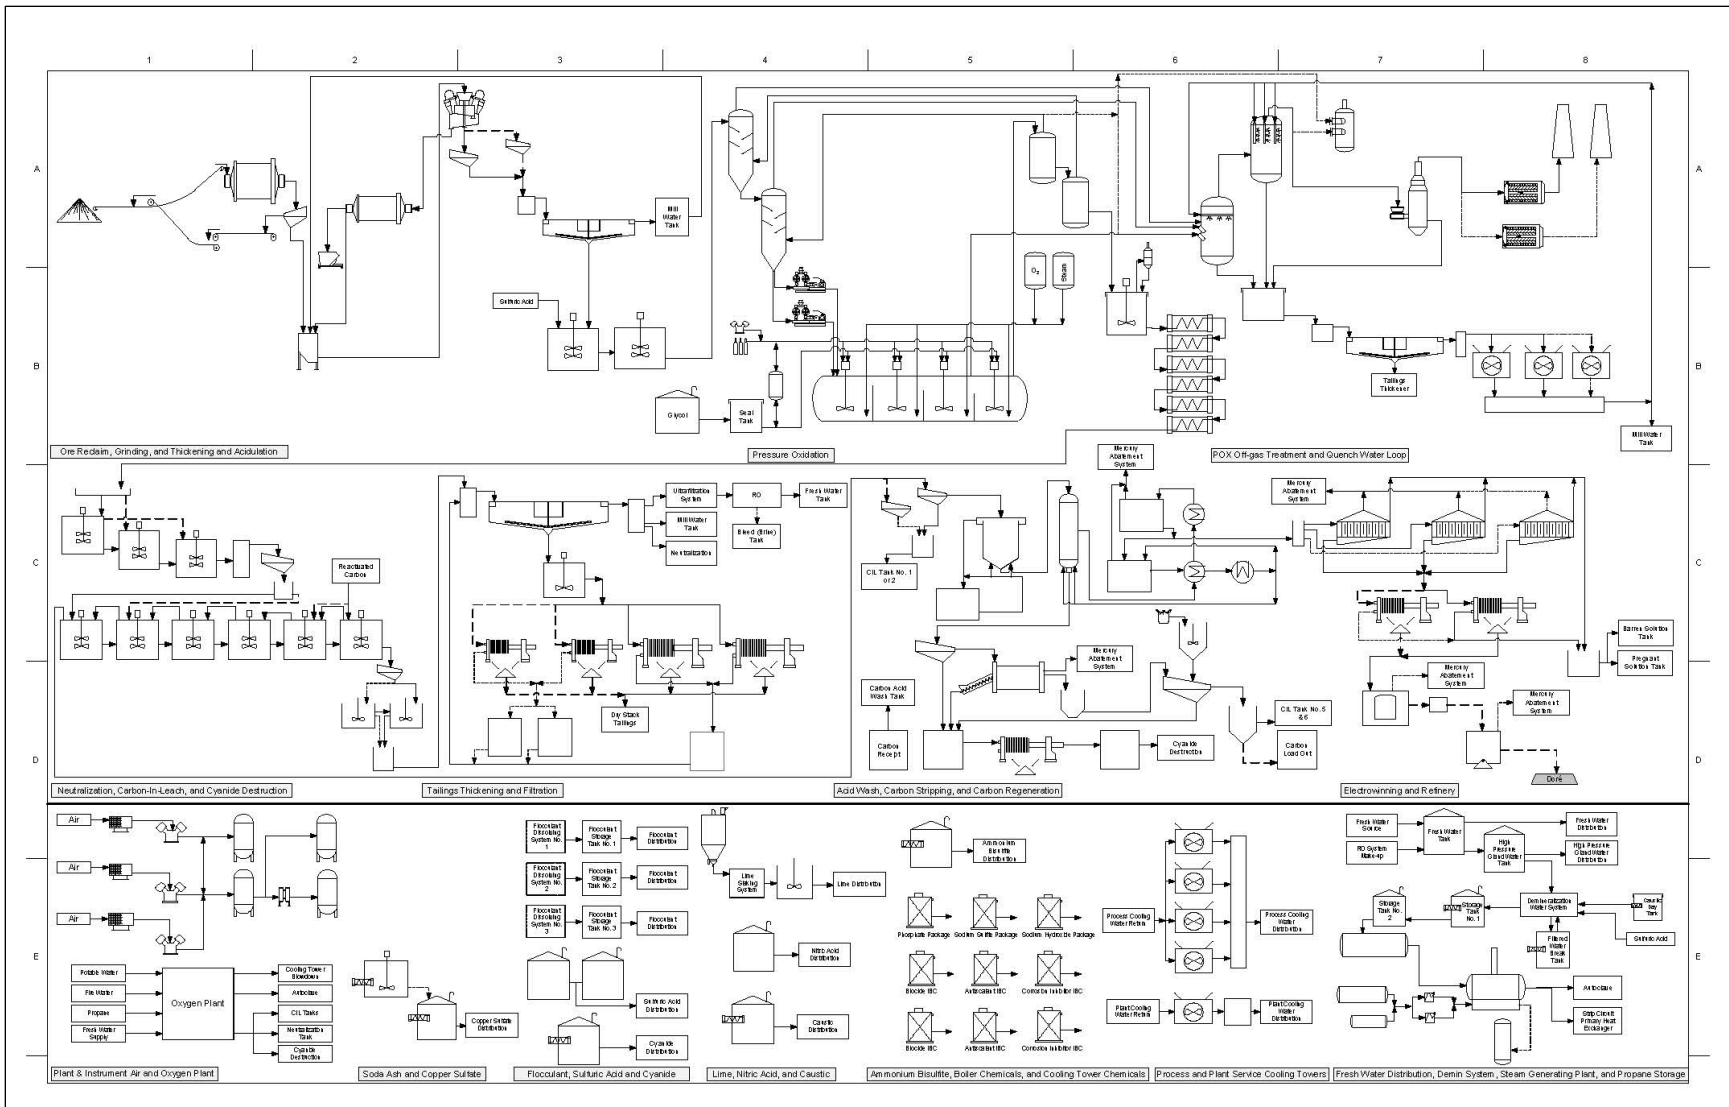 1 2 3 4 5 6 7 8
A
A
Mill
Water
Tank
O2
Steam
Sulfuric Acid
B
B
Glycol
Seal
Tank
Tailings
Thickener
Mill Water
Tank
Ore Reclaim, Grinding, and Thickening and Acidulation
Pressure Oxidation
POX Off-gas Treatment and Quench Water Loop
Mercury
Abatement
System
Mercury
Abatement
System
Ultrafiltration
System
RO
Fresh Water
Tank
Mill Water
Tank
Bleed (Brine)
Tank
Neutralization
C
C
Reactivated
Carbon
CIL Tank No. 1
or 2
Barren Solution
Tank
Pregnant
Solution Tank
Mercury
Abatement
System
Mercury
Abatement
System
Mercury
Abatement
System
Carbon Acid
Wash Tank
CIL Tank No. 5
& 6
Dry Stack
Tailings
Carbon
Receipt
Cyanide
Destruction
Carbon
Load Out
D
D
Doré
Neutralization, Carbon-In-Leach, and Cyanide Destruction
Tailings Thickening and Filtration
Acid Wash, Carbon Stripping, and Carbon Regeneration
Electrowinning and Refinery
Air
Air
Air
Flocculant
Dissolving
System No.
1
Flocculant
Storage
Tank No. 1
Flocculant
Distribution
Flocculant
Dissolving
System No.
2
Flocculant
Storage
Tank No. 2
Flocculant
Distribution
Flocculant
Dissolving
System No.
3
Flocculant
Storage
Tank No. 3
Flocculant
Distribution
Lime
Slaking
System
Lime Distribution
Ammonium
Bisulfite
Distribution
Phosphate Package
Sodium Sulfite Package
Sodium Hydroxide Package
Process Cooling
Water Return
Process Cooling
Water
Distribution
Fresh Water
Source
RO System
Make-up
Fresh Water
Tank
High
Pressure
Gland Water
Tank
Fresh Water
Distribution
High Pressure
Gland Water
Distribution
Storage
Tank No.
2
Storage
Tank
No. 1
Demineralization
Water System
Caustic
Day
Tank
Filtered
Water
Break
Tank
Sulfuric Acid
E
E
Potable Water
Fire Water
Propane
Fresh Water
Supply
Oxygen Plant
Cooling Tower
Blowdown
Autoclave
CIL Tanks
Neutralization
Tank
Cyanide
Destruction
Copper Sulfate
Distribution
Sulfuric Acid
Distribution
Cyanide
Distribution
Nitric Acid
Distribution
Caustic
Distribution
Biocide IBC
Antiscalant IBC
Corrosion Inhibitor IBC
Biocide IBC
Antiscalant IBC
Corrosion Inhibitor IBC
Plant Cooling
Water Return
Plant Cooling
Water
Distribution
Autoclave
Strip Circuit
Primary Heat
Exchanger
Plant & Instrument Air and Oxygen Plant
Soda Ash and Copper Sulfate
Flocculant, Sulfuric Acid and Cyanide
Lime, Nitric Acid, and Caustic
Ammonium Bisulfite, Boiler Chemicals, and Cooling Tower Chemicals
Process and Plant Service Cooling Towers
Fresh Water Distribution, Demin System, Steam Generating Plant, and Propane Storage